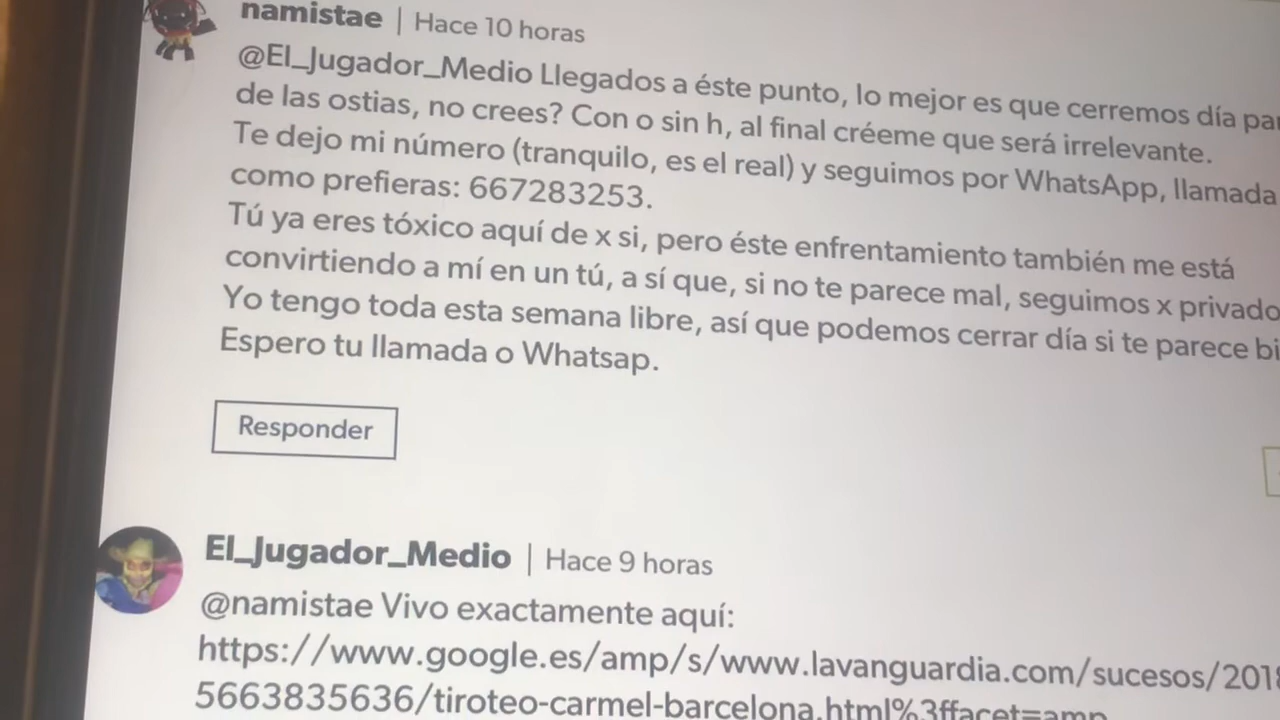 namistae | Hace 10 horas
@El_Jugador_Medio Llegados a éste punto, lo mejor es que cerremos día
de las ostias, no crees? Con o sin h, al final créeme que será irrelevante.
Te dejo mi número (tranquilo, es el real) y seguimos por WhatsApp, llamada
como prefieras: 667283253.
Tú ya eres tóxico aquí de x si, pero éste enfrentamiento también me está
convirtiendo a mí en un tú, a sí que, si no te parece mal, seguimos x privado
Yo tengo toda esta semana libre, así que podemos cerrar día si te parece
Espero tu llamada o Whatsap.
Responder
El_Jugador_Medio | Hace 9 horas
@namistae Vivo exactamente aquí:
https://www.google.es/amp/s/www.lavanguardia.com/sucesos/201
5663835636/tiroteo-carmel-barcelona.html%3ffacet=amp